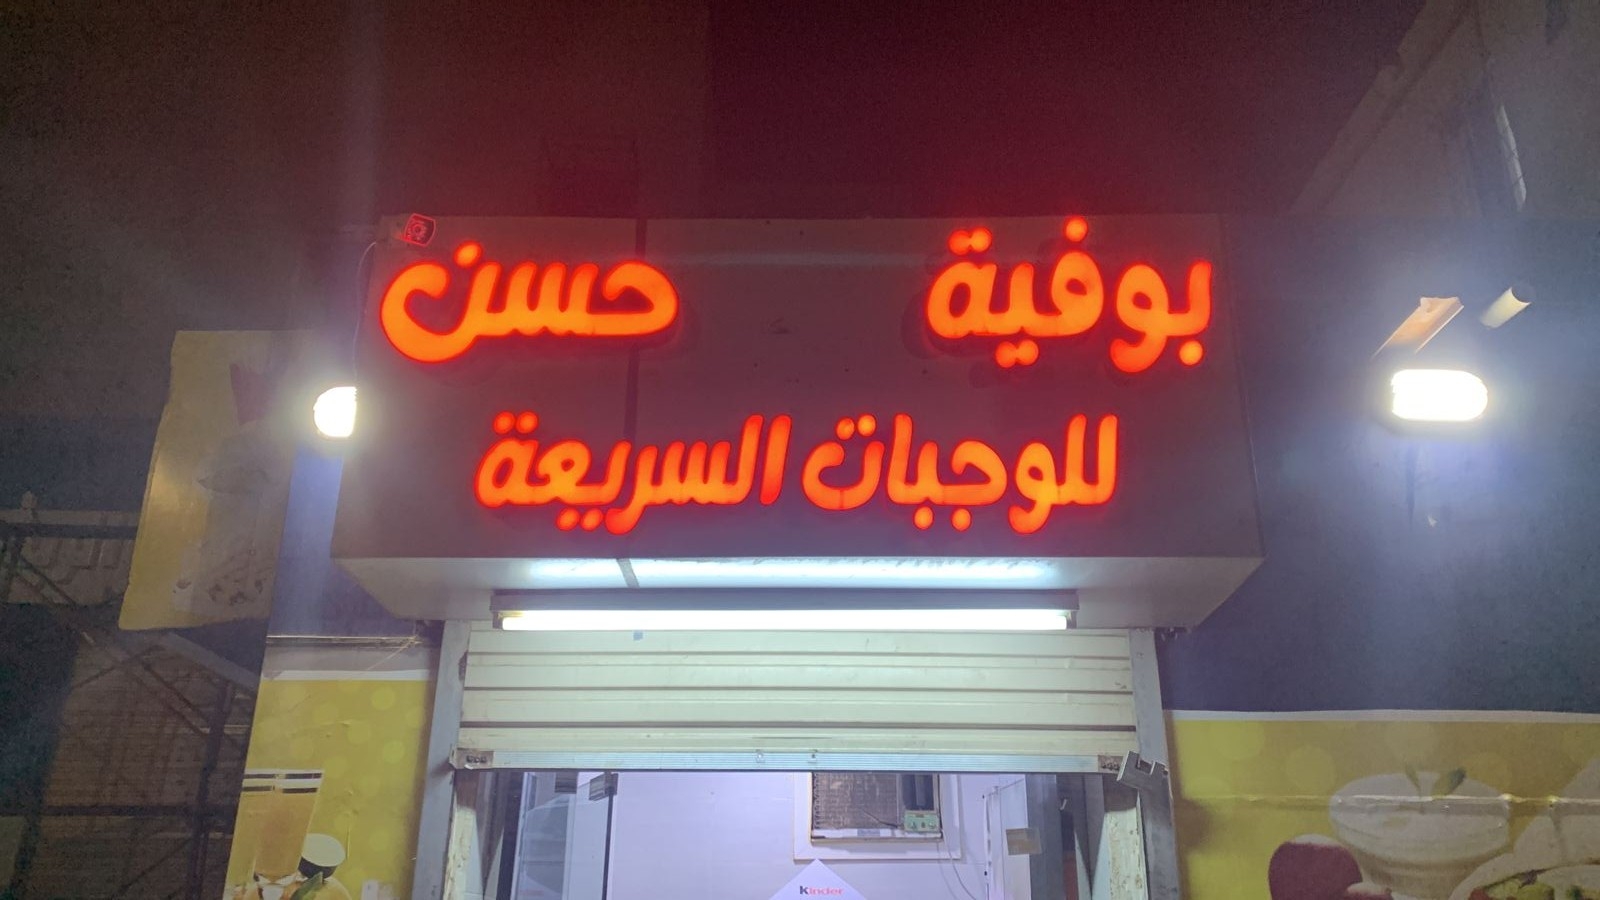 بوفية حسن
للوجبات السريعة
Kinder